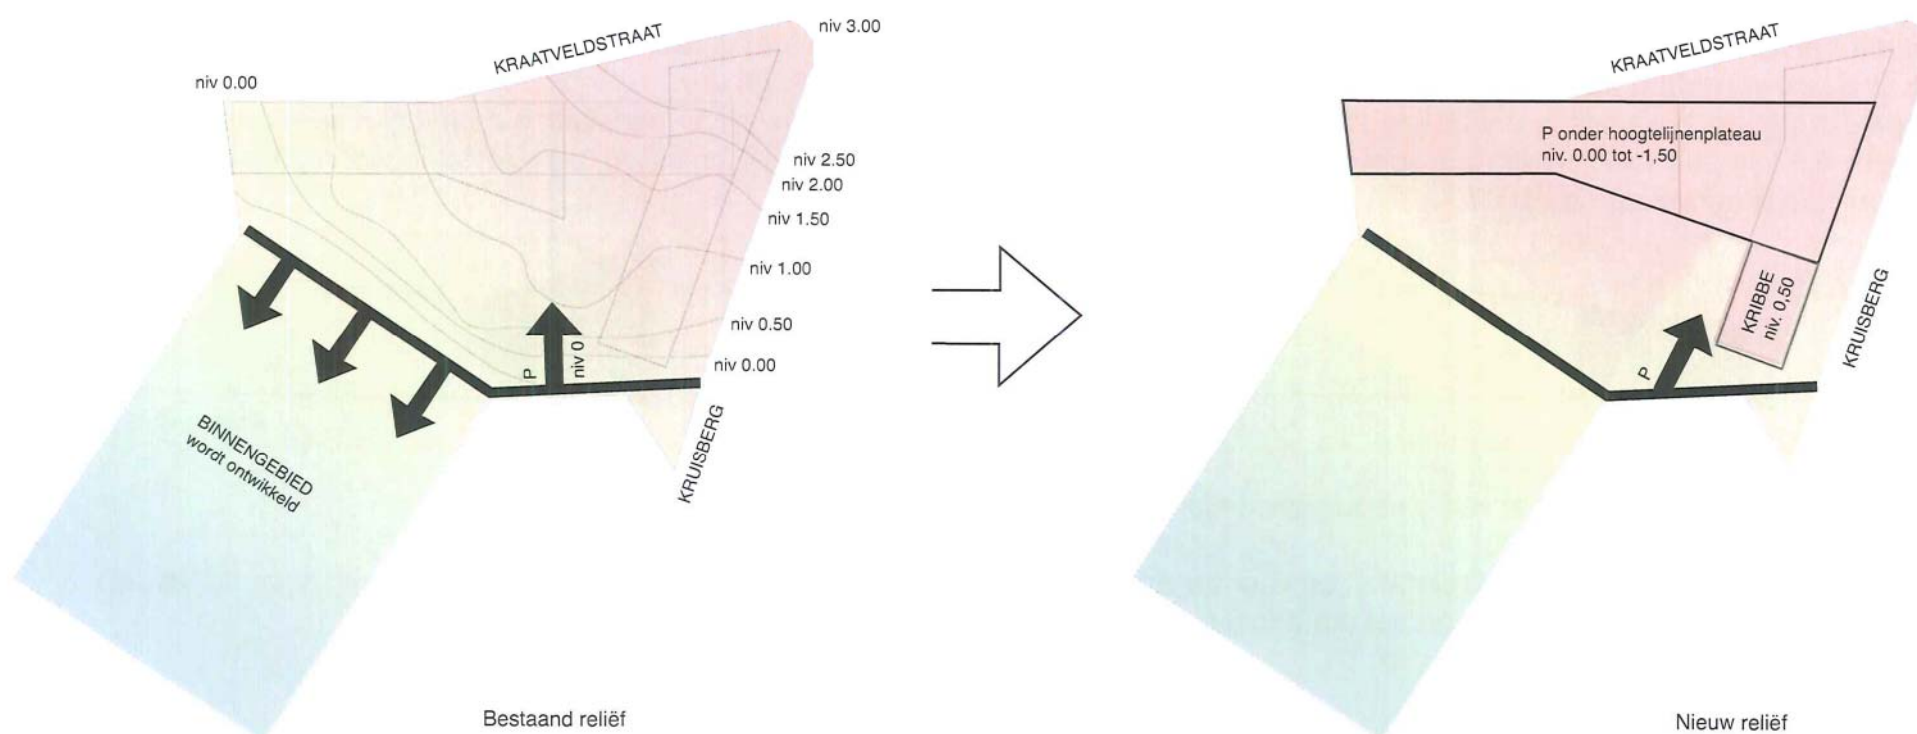 KRAATVELDSTRAAT
niv 3.00
niv 0.00
niv 2.50
niv 2.00
niv 1.50
niv 1.00
niv 0.50
niv 0.00
P
niv 0
KRUISBERG
BINNENGEBIED
wordt ontwikkeld
Bestaand reliëf
KRAATVELDSTRAAT
P onder hoogtelijnenplateau
niv. 0.00 tot -1,50
KRIBBE
niv. 0,50
KRUISBERG
P
Nieuw reliëf